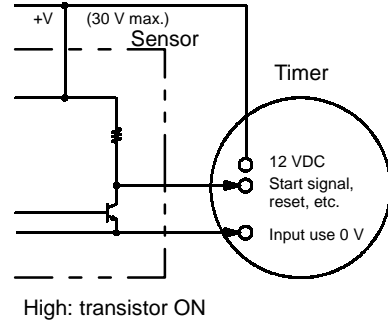 +V (30 V max.)
Sensor
Timer
12 VDC
Start signal,
reset, etc.
Input use 0 V
High: transistor ON